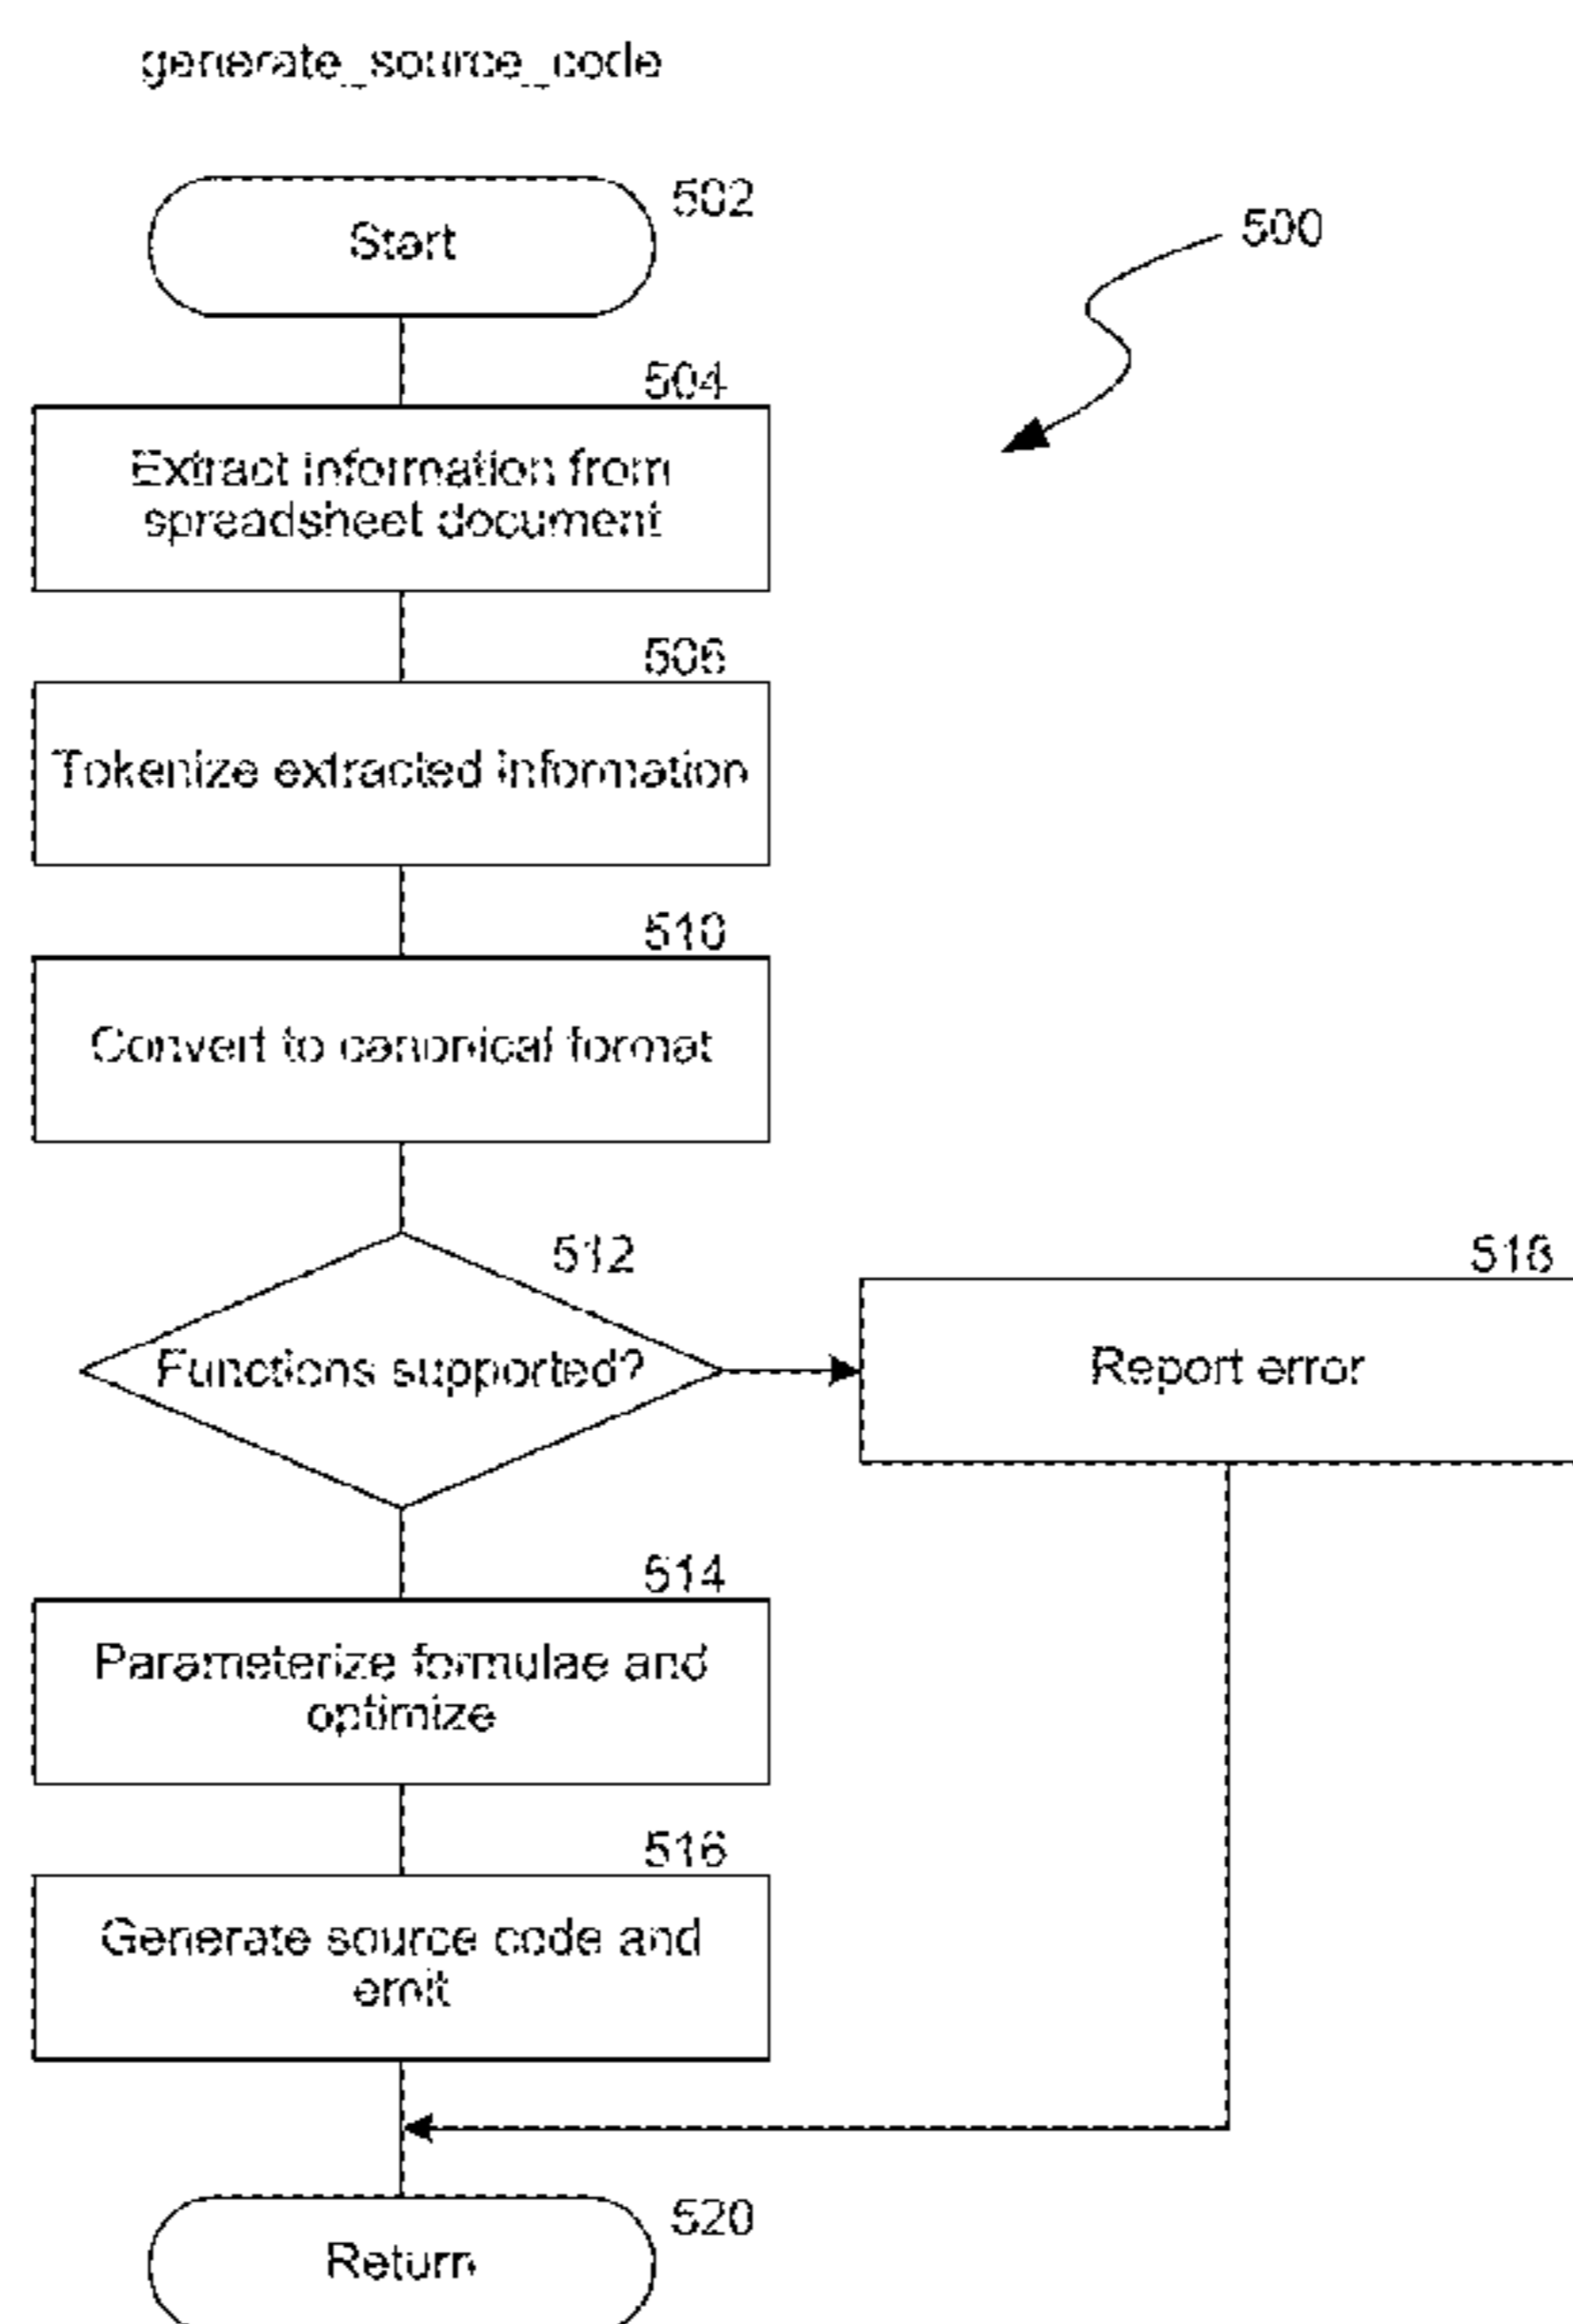 generate_source_code
Start
502
500
504
Extract information from
spreadsheet document
506
Tokenize extracted information
510
Convert to canonical format
512
Functions supported?
518
Report error
514
Parameterize formulae and
optimize
516
Generate source code and
emit
520
Return